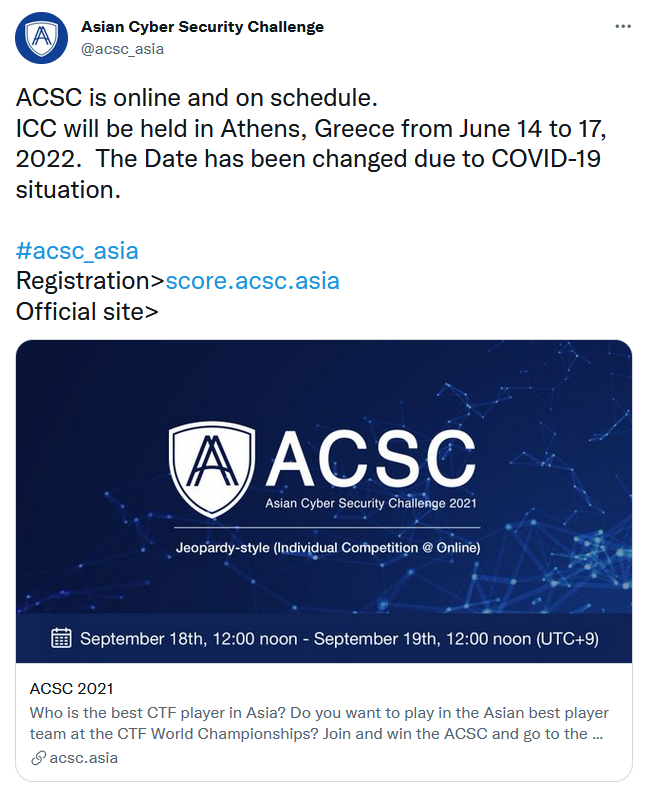 Asian Cyber Security Challenge
@acsc_asia
ACSC is online and on schedule.
ICC will be held in Athens, Greece from June 14 to 17,
2022.  The Date has been changed due to COVID-19
situation.
#acsc_asia
Registration>score.acsc.asia
Official site>
ACSC
Asian Cyber Security Challenge 2021
Jeopardy-style (Individual Competition @ Online)
September 18th, 12:00 noon - September 19th, 12:00 noon (UTC+9)
ACSC 2021
Who is the best CTF player in Asia? Do you want to play in the Asian best player
team at the CTF World Championships? Join and win the ACSC and go to the ...
acsc.asia